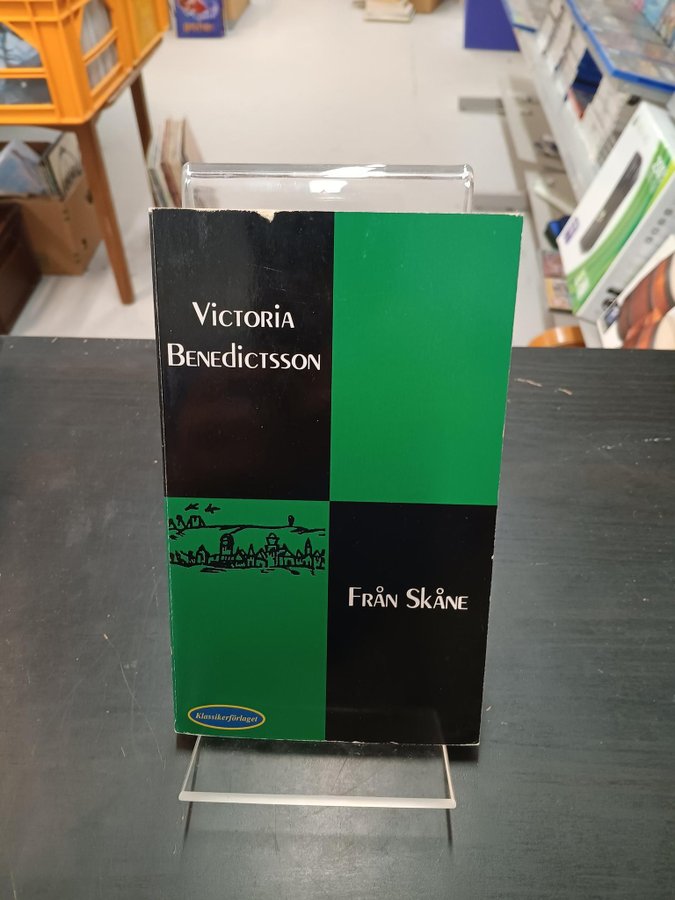 Victoria
Benedictsson
Från Skåne
Klassikerförlaget